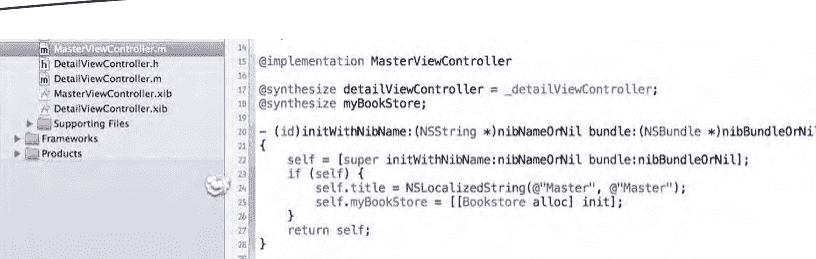 MasterViewController.m
DetailViewController.h
DetailViewController.m
MasterViewController.xib
DetailViewController.xib
Supporting Files
Frameworks
Products
14
15 @implementation MasterViewController
16
17 @synthesize detailViewController = _detailViewController;
18 @synthesize myBookStore;
19
20 - (id)initWithNibName:(NSString *)nibNameOrNil bundle:(NSBundle *)nibBundleOrNil
21 {
22 self = [super initWithNibName:nibNameOrNil bundle:nibBundleOrNil];
23 if (self) {
24 self.title = NSLocalizedString(@"Master", @"Master");
25 self.myBookStore = [[Bookstore alloc] init];
26 }
27 return self;
28 }